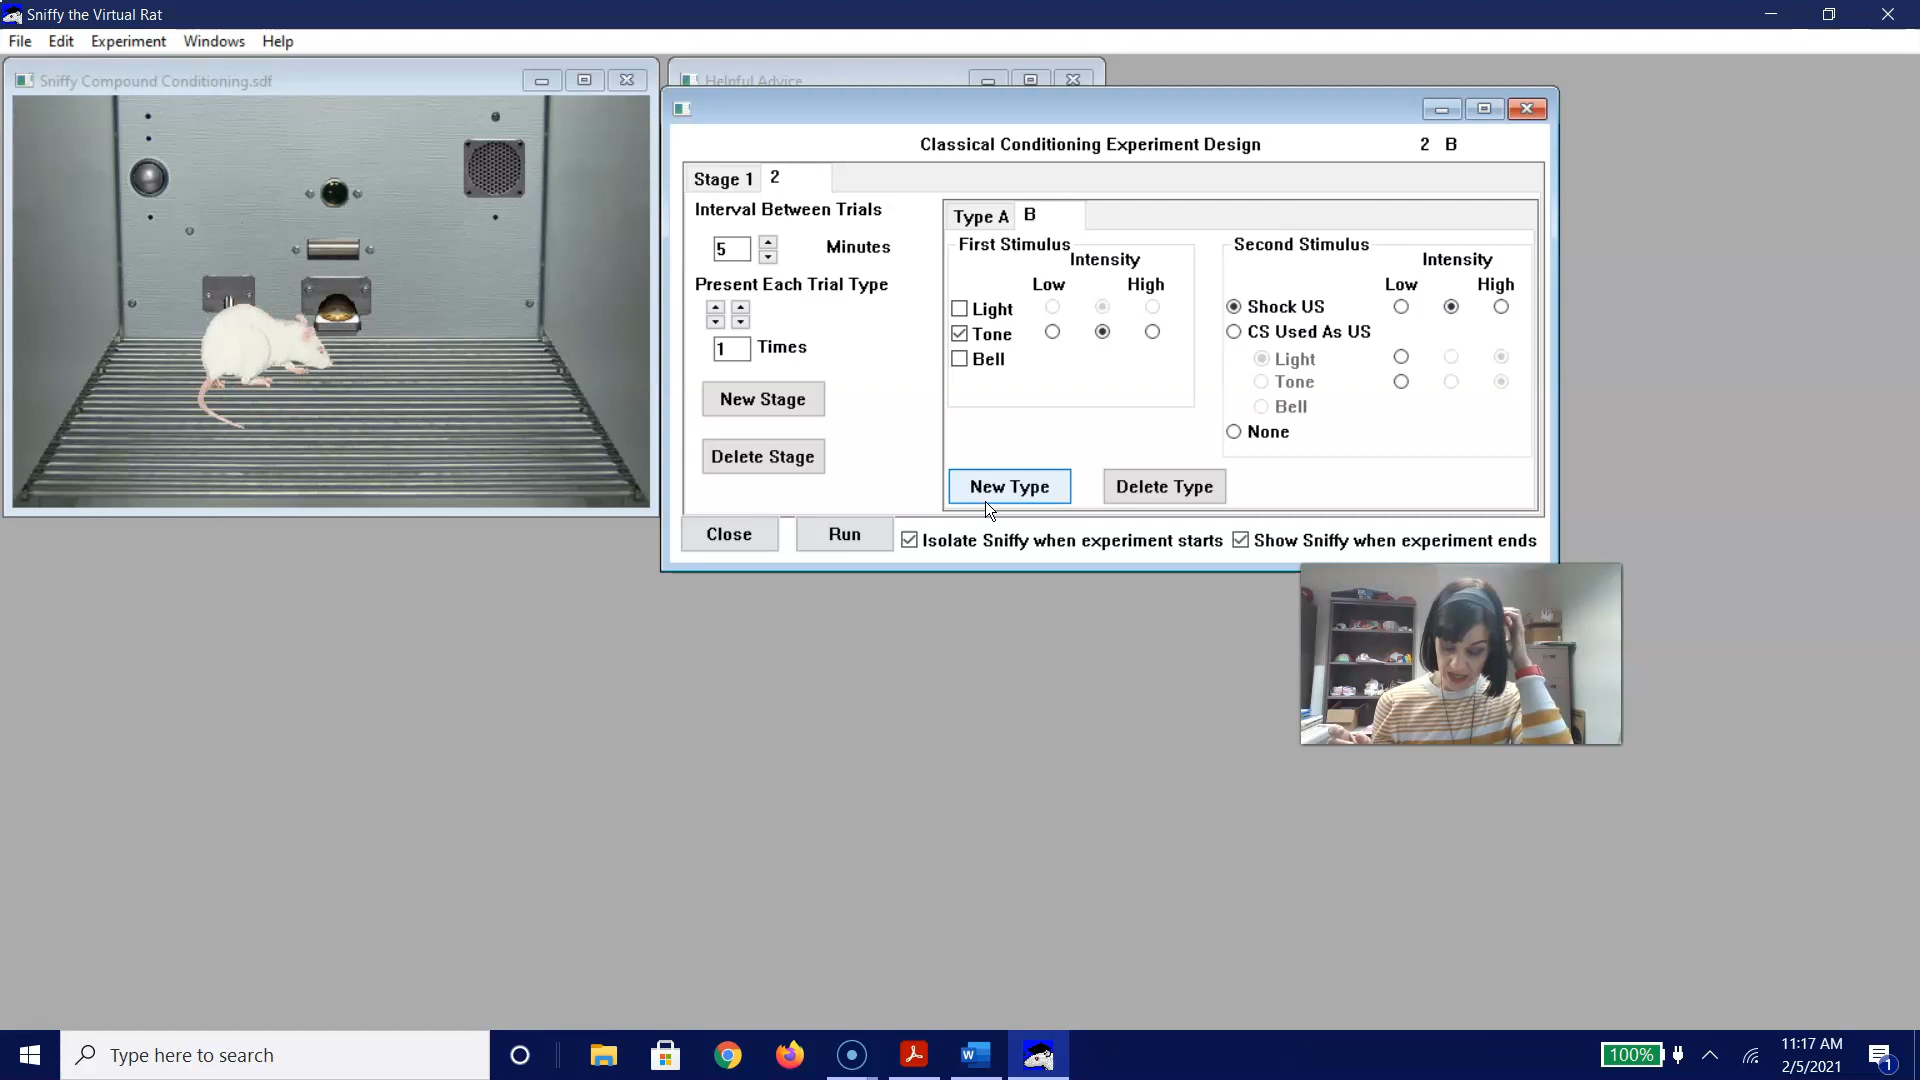 Sniffy the Virtual Rat
File Edit Experiment Windows Help
Sniffy Compound Conditioning.sdf
Helpful Advice
Classical Conditioning Experiment Design 2 B
Stage 1 2
Interval Between Trials
5 Minutes
Present Each Trial Type
1 Times
New Stage
Delete Stage
Type A B
First Stimulus
Intensity
Low High
Light
Tone
Bell
Second Stimulus
Intensity
Low High
Shock US
CS Used As US
Light
Tone
Bell
None
New Type Delete Type
Close Run Isolate Sniffy when experiment starts Show Sniffy when experiment ends
Type here to search
W
100%
11:17 AM
2/5/2021
1